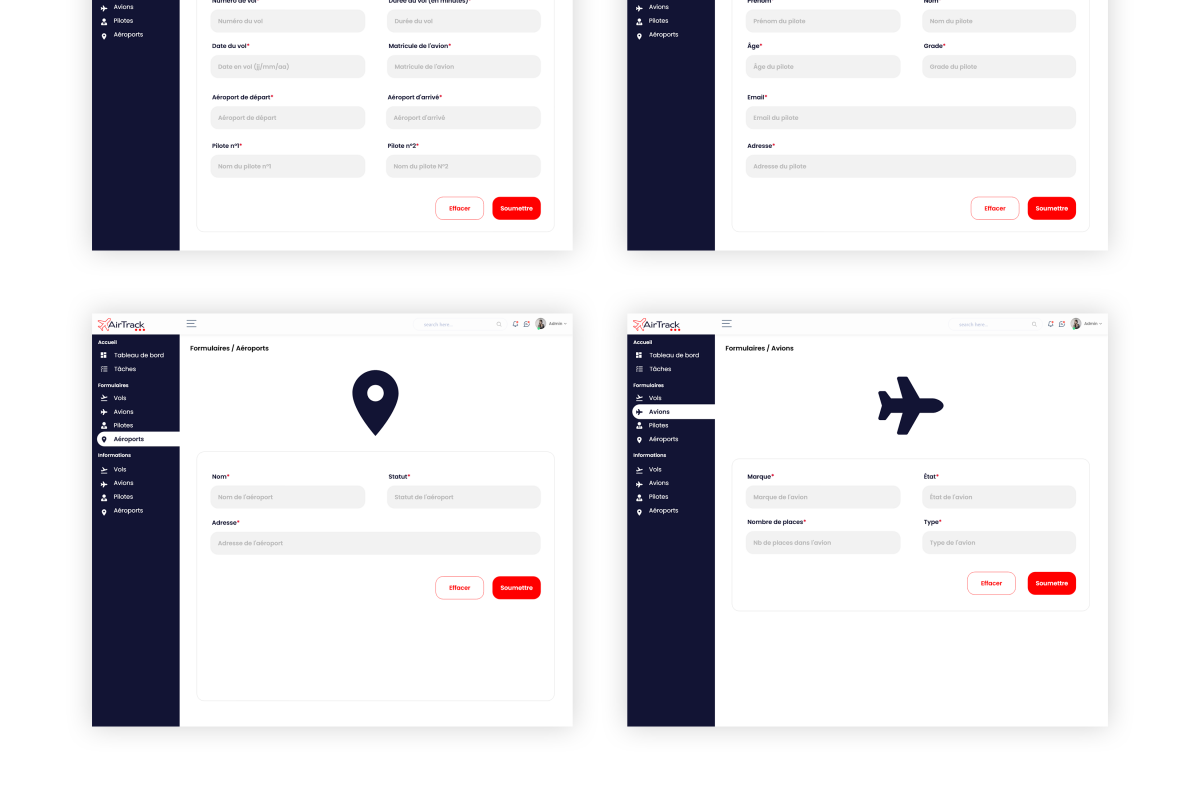 Avions
Pilotes
Aéroports
Numéro de vol*
Durée du vol (en minutes)*
Numéro du vol
Durée du vol
Date du vol*
Matricule de l'avion*
Date en vol (jj/mm/aa)
Matricule de l'avion
Aéroport de départ*
Aéroport d'arrivé*
Aéroport de départ
Aéroport d'arrivé
Pilote n°1*
Pilote n°2*
Nom du pilote n°1
Nom du pilote N°2
Effacer
Soumettre
Avions
Pilotes
Aéroports
Prénom*
Nom*
Prénom du pilote
Nom du pilote
Âge*
Grade*
Âge du pilote
Grade du pilote
Email*
Email du pilote
Adresse*
Adresse du pilote
Effacer
Soumettre
AirTrack
search here...
Admin
Accueil
Tableau de bord
Tâches
Formulaires
Vols
Avions
Pilotes
Aéroports
Informations
Vols
Avions
Pilotes
Aéroports
Formulaires / Aéroports
Nom*
Statut*
Nom de l'aéroport
Statut de l'aéroport
Adresse*
Adresse de l'aéroport
Effacer
Soumettre
AirTrack
search here...
Admin
Accueil
Tableau de bord
Tâches
Formulaires
Vols
Avions
Pilotes
Aéroports
Informations
Vols
Avions
Pilotes
Aéroports
Formulaires / Avions
Marque*
État*
Marque de l'avion
État de l'avion
Nombre de places*
Type*
Nb de places dans l'avion
Type de l'avion
Effacer
Soumettre